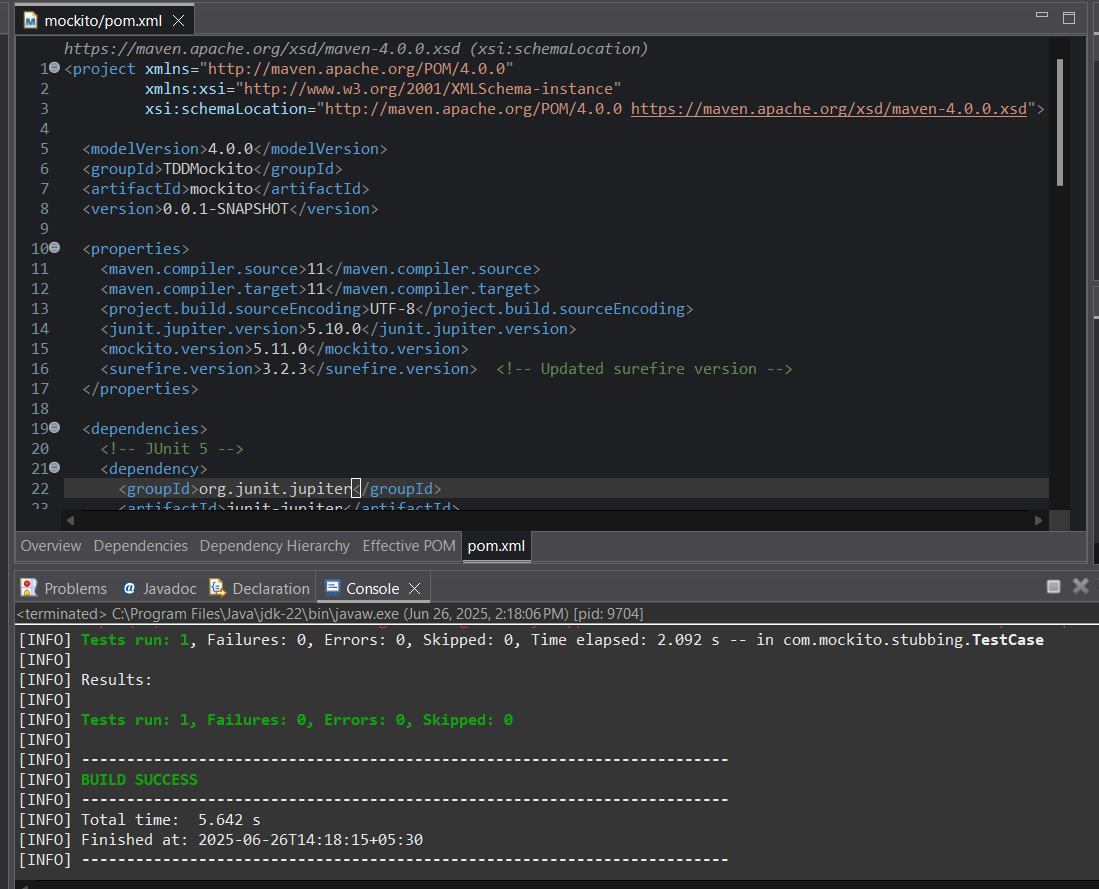 mockito/pom.xml
https://maven.apache.org/xsd/maven-4.0.0.xsd (xsi:schemaLocation)
1 <project xmlns="http://maven.apache.org/POM/4.0.0"
2 xmlns:xsi="http://www.w3.org/2001/XMLSchema-instance"
3 xsi:schemaLocation="http://maven.apache.org/POM/4.0.0 https://maven.apache.org/xsd/maven-4.0.0.xsd">
4
5 <modelVersion>4.0.0</modelVersion>
6 <groupId>TDDMockito</groupId>
7 <artifactId>mockito</artifactId>
8 <version>0.0.1-SNAPSHOT</version>
9
10 <properties>
11 <maven.compiler.source>11</maven.compiler.source>
12 <maven.compiler.target>11</maven.compiler.target>
13 <project.build.sourceEncoding>UTF-8</project.build.sourceEncoding>
14 <junit.jupiter.version>5.10.0</junit.jupiter.version>
15 <mockito.version>5.11.0</mockito.version>
16 <surefire.version>3.2.3</surefire.version> <!-- Updated surefire version -->
17 </properties>
18
19 <dependencies>
20 <!-- JUnit 5 -->
21 <dependency>
22 <groupId>org.junit.jupiter</groupId>
23 <artifactId>junit-jupiter</artifactId>
Overview Dependencies Dependency Hierarchy Effective POM pom.xml
Problems Javadoc Declaration Console
<terminated> C:\Program Files\Java\jdk-22\bin\javaw.exe (Jun 26, 2025, 2:18:06 PM) [pid: 9704]
[INFO] Tests run: 1, Failures: 0, Errors: 0, Skipped: 0, Time elapsed: 2.092 s -- in com.mockito.stubbing.TestCase
[INFO]
[INFO] Results:
[INFO]
[INFO] Tests run: 1, Failures: 0, Errors: 0, Skipped: 0
[INFO]
[INFO] ------------------------------------------------------------------------
[INFO] BUILD SUCCESS
[INFO] ------------------------------------------------------------------------
[INFO] Total time:  5.642 s
[INFO] Finished at: 2025-06-26T14:18:15+05:30
[INFO] ------------------------------------------------------------------------